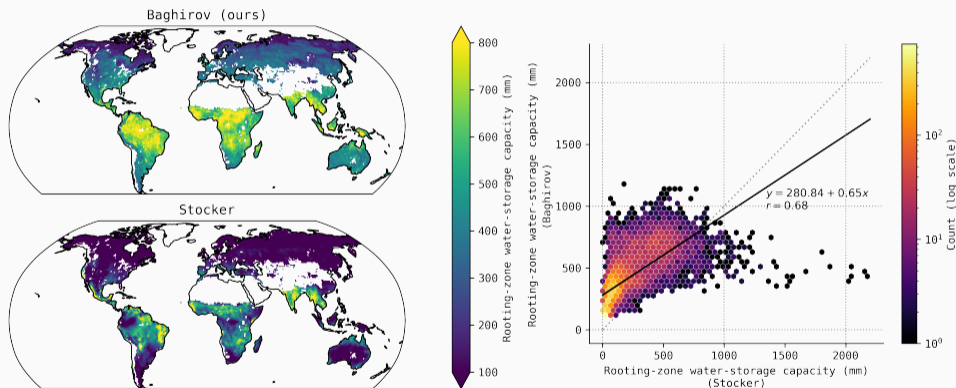 Baghirov (ours)
Stocker
800
700
600
500
400
300
200
100
Rooting-zone water-storage capacity (mm)
Rooting-zone water-storage capacity (mm)
(Baghirov)
2000
1500
1000
500
0
y = 280.84 + 0.65x
r = 0.68
0
500
1000
1500
2000
Rooting-zone water-storage capacity (mm)
(Stocker)
10²
10¹
10⁰
Count (log scale)